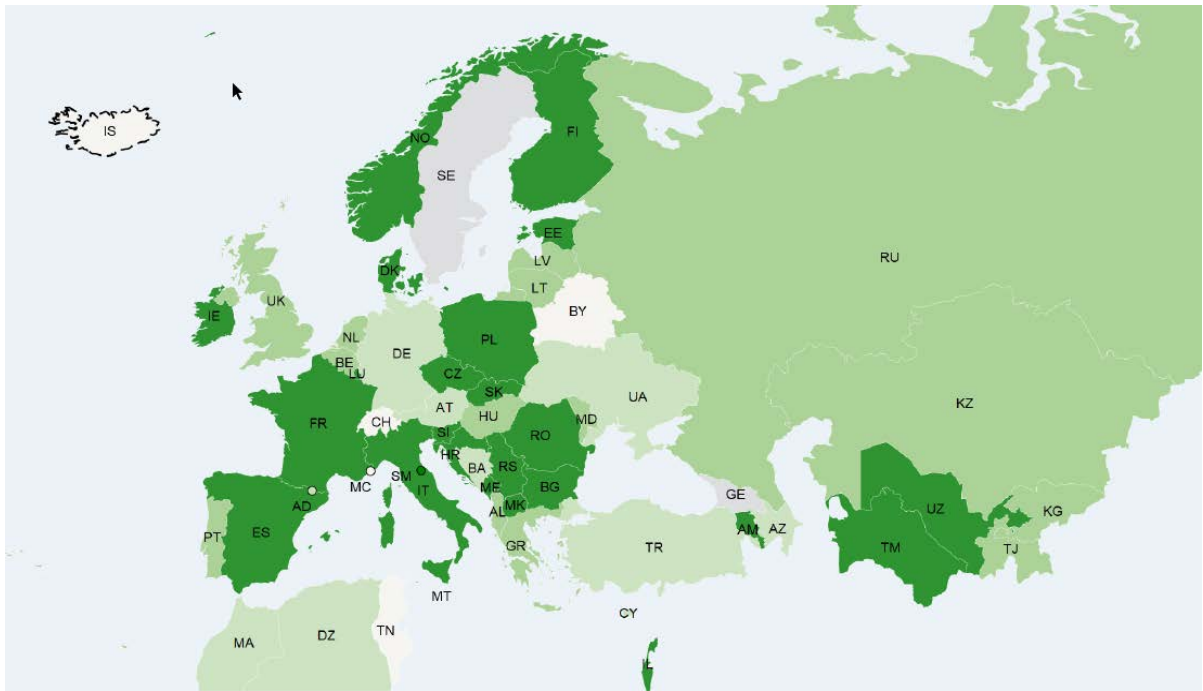 IS
NO
FI
SE
EE
RU
LV
DK
LT
UK
BY
IE
NL
PL
DE
BE
LU
CZ
SK
UA
KZ
AT
HU
MD
FR
CH
SI
RO
HR
BA
RS
MC
SM
IT
ME
BG
GE
AD
MK
AL
UZ
KG
PT
ES
AM
AZ
GR
TR
TM
TJ
MT
CY
TN
MA
DZ
IL